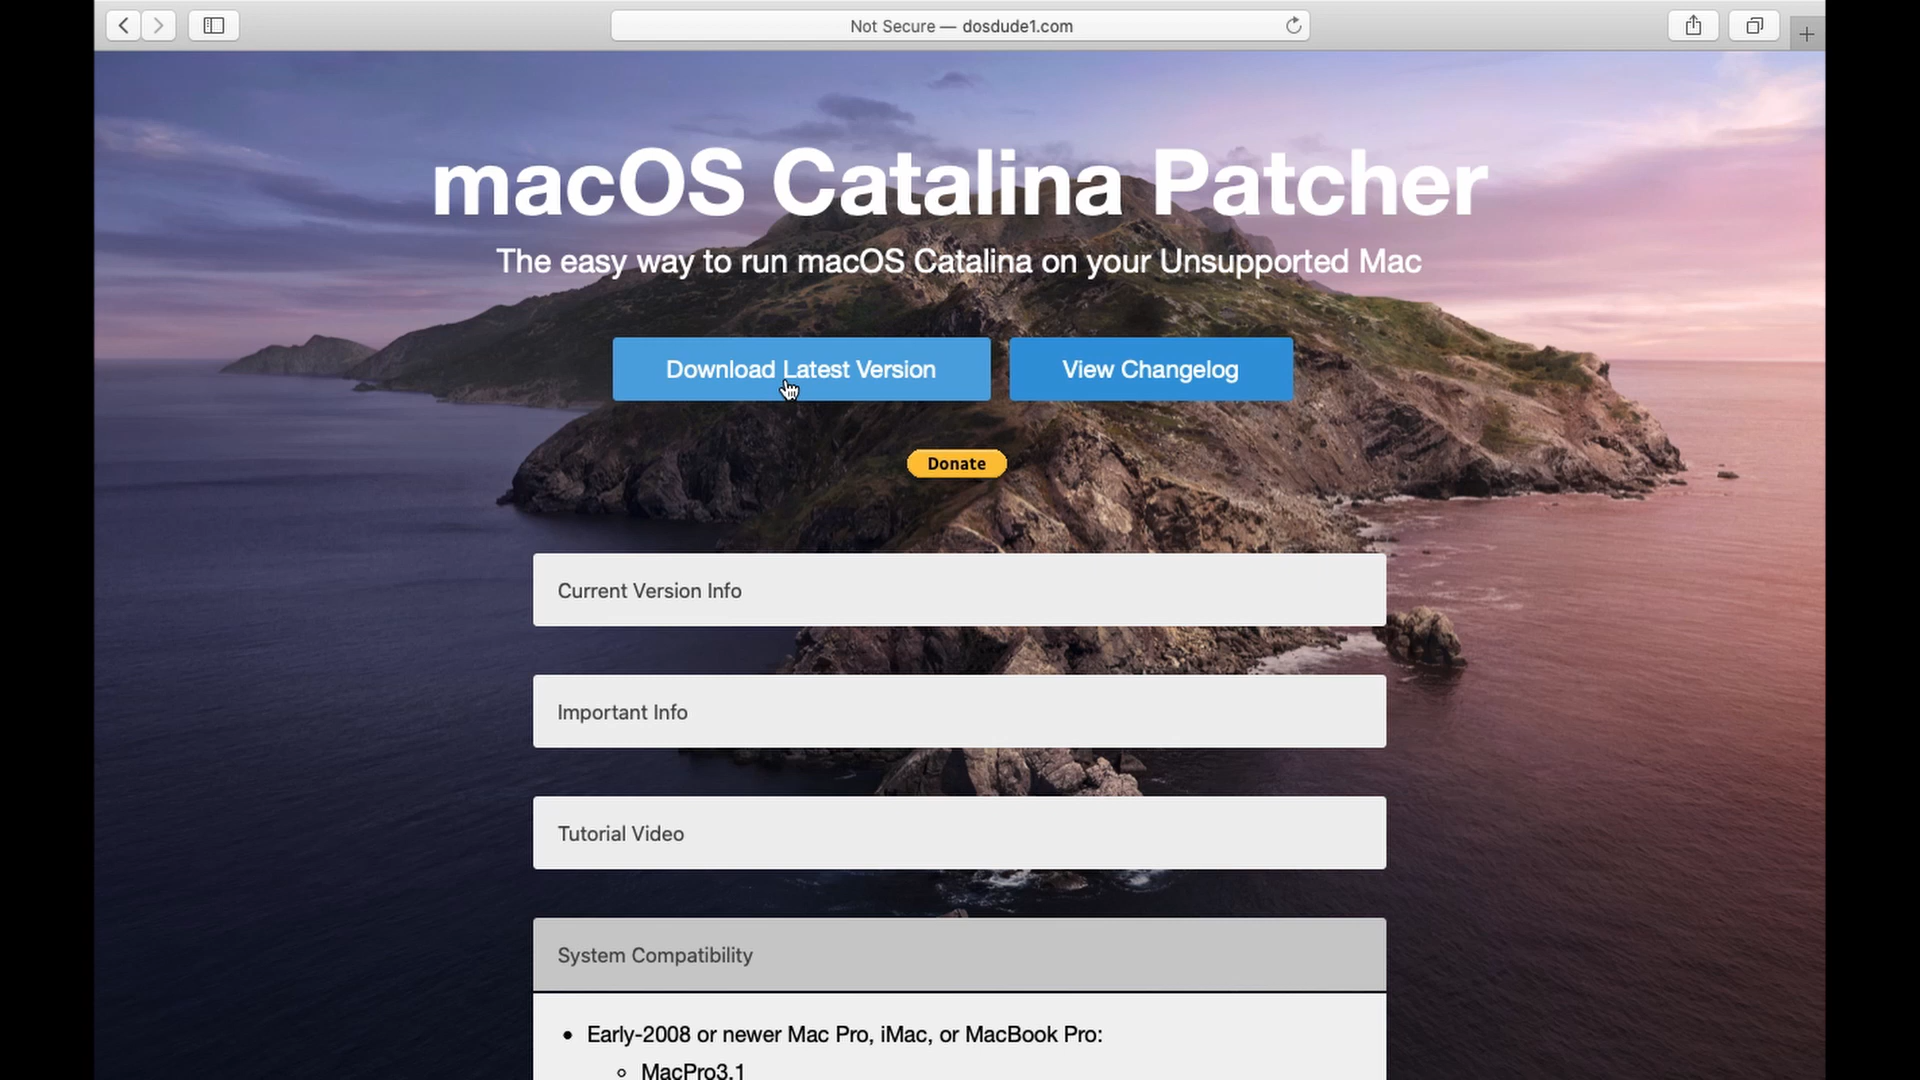 Not Secure — dosdude1.com
macOS Catalina Patcher
The easy way to run macOS Catalina on your Unsupported Mac
Download Latest Version
View Changelog
Donate
Current Version Info
Important Info
Tutorial Video
System Compatibility
• Early-2008 or newer Mac Pro, iMac, or MacBook Pro:
◦ MacPro3,1